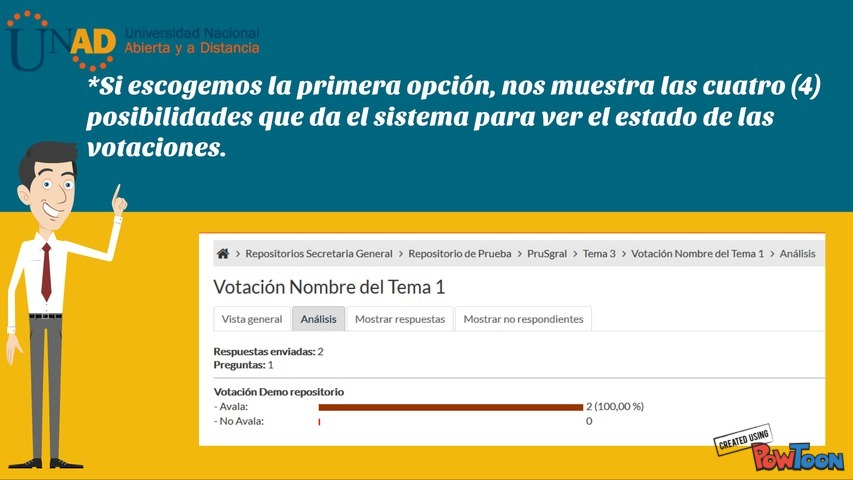 UNAD Universidad Nacional
Abierta y a Distancia
*Si escogemos la primera opción, nos muestra las cuatro (4)
posibilidades que da el sistema para ver el estado de las
votaciones.
> Repositorios Secretaria General > Repositorio de Prueba > PruSgral > Tema 3 > Votación Nombre del Tema 1 > Análisis
Votación Nombre del Tema 1
Vista general Análisis Mostrar respuestas Mostrar no respondientes
Respuestas enviadas: 2
Preguntas: 1
Votación Demo repositorio
- Avala: 2 (100,00 %)
- No Avala: 0
CREATED USING
POWTOON